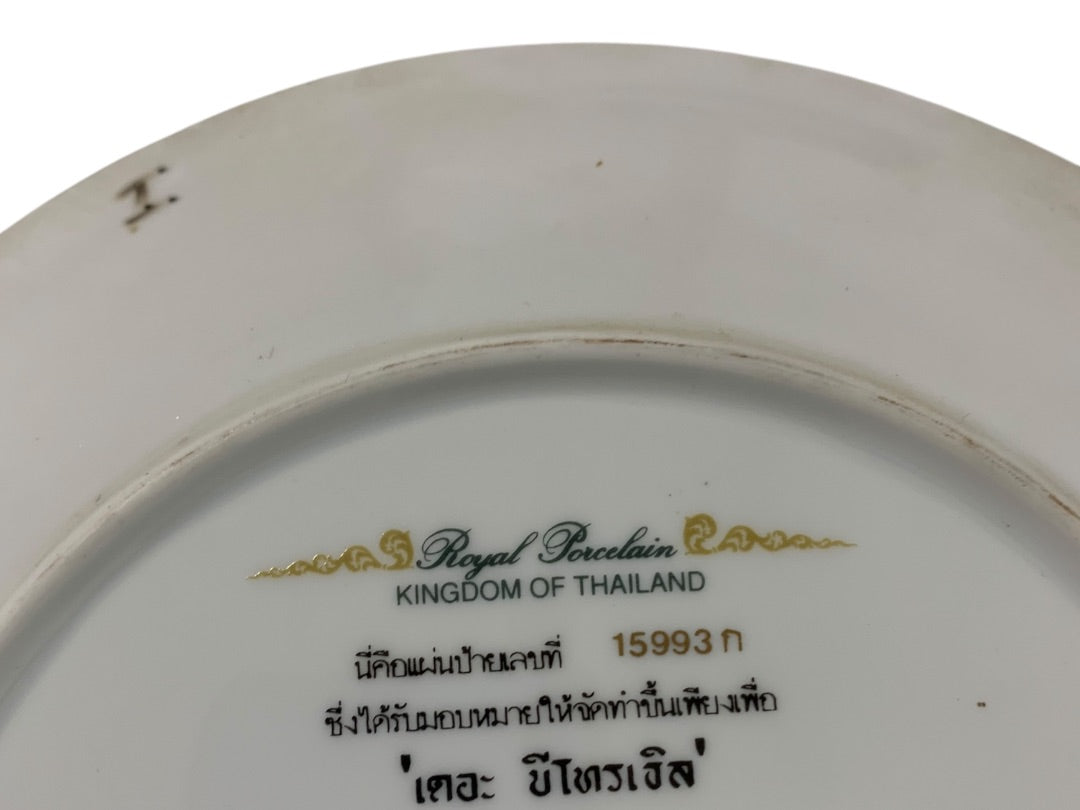 I
Royal Porcelain
KINGDOM OF THAILAND
นี่คือแผ่นป้ายเลขที่ 15993 ก
ซึ่งได้รับมอบหมายให้จัดทำขึ้นเพียงเพื่อ
'เดอะ บีโทรเธิล'